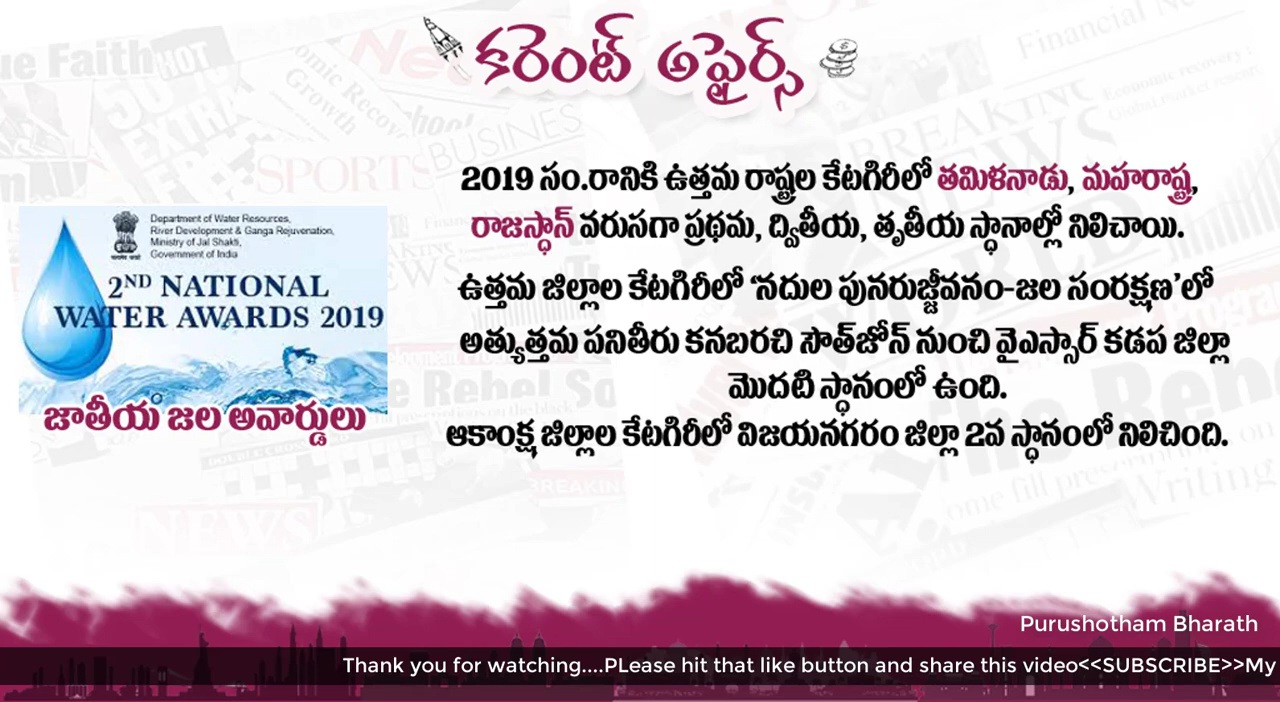 కరెంట్ అఫైర్స్
2019 సం.రానికి ఉత్తమ రాష్ట్రల కేటగిరీలో తమిళనాడు, మహరాష్ట్ర,
రాజస్థాన్ వరుసగా ప్రథమ, ద్వితీయ, తృతీయ స్థానాల్లో నిలిచాయి.
ఉత్తమ జిల్లాల కేటగిరీలో ‘నదుల పునరుజ్జీవనం-జల సంరక్షణ’లో
అత్యుత్తమ పనితీరు కనబరచి సౌత్‌జోన్ నుంచి వైఎస్సార్ కడప జిల్లా
మొదటి స్థానంలో ఉంది.
ఆకాంక్ష జిల్లాల కేటగిరీలో విజయనగరం జిల్లా 2వ స్థానంలో నిలిచింది.
Department of Water Resources,
River Development & Ganga Rejuvenation,
Ministry of Jal Shakti,
Government of India
2ND NATIONAL
WATER AWARDS 2019
జాతీయ జల అవార్డులు
Purushotham Bharath
Thank you for watching....PLease hit that like button and share this video<<SUBSCRIBE>>My